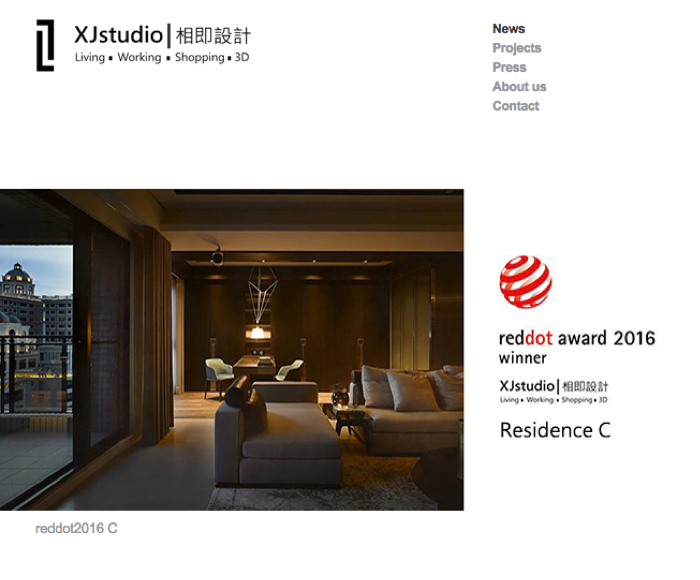 XJstudio|相即設計
Living ▪ Working ▪ Shopping ▪ 3D
News
Projects
Press
About us
Contact
reddot award 2016
winner
XJstudio|相即設計
Living ▪ Working ▪ Shopping ▪ 3D
Residence C
reddot2016 C